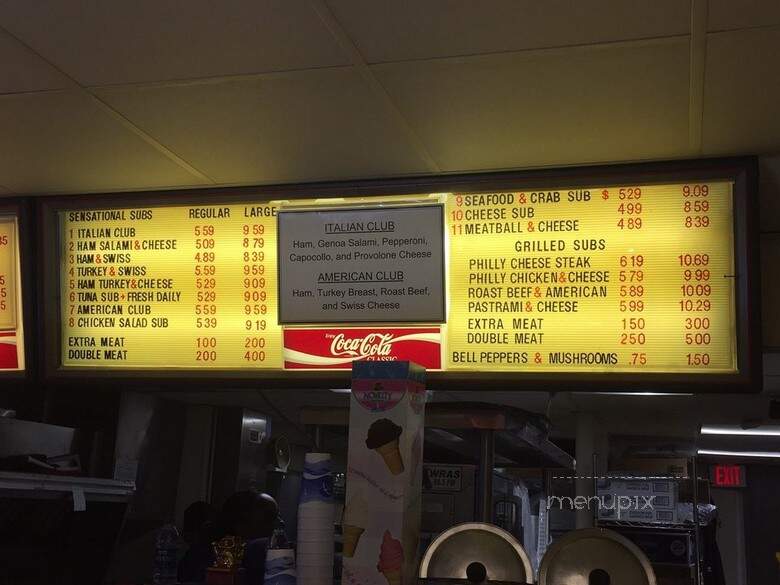 SENSATIONAL SUBS REGULAR LARGE
1 ITALIAN CLUB 5 59 9 59
2 HAM SALAMI & CHEESE 5 09 8 79
3 HAM & SWISS 4.89 8 39
4 TURKEY & SWISS 5.59 9 59
5 HAM TURKEY & CHEESE 5 29 9 09
6 TUNA SUB + FRESH DAILY 5 29 9 09
7 AMERICAN CLUB 5 59 9 59
8 CHICKEN SALAD SUB 5 39 9 19
EXTRA MEAT 1 00 2 00
DOUBLE MEAT 2 00 4 00
ITALIAN CLUB
Ham, Genoa Salami, Pepperoni,
Capocollo, and Provolone Cheese
AMERICAN CLUB
Ham, Turkey Breast, Roast Beef,
and Swiss Cheese
Enjoy
Coca-Cola
CLASSIC
9 SEAFOOD & CRAB SUB $ 5 29 9.09
10 CHEESE SUB 4 99 8 59
11 MEATBALL & CHEESE 4 89 8 39
GRILLED SUBS
PHILLY CHEESE STEAK 6 19 10.69
PHILLY CHICKEN & CHEESE 5 79 9 99
ROAST BEEF & AMERICAN 5 89 10 09
PASTRAMI & CHEESE 5 99 10.29
EXTRA MEAT 1 50 3 00
DOUBLE MEAT 2 50 5 00
BELL PEPPERS & MUSHROOMS .75 1.50
EXIT
menupix